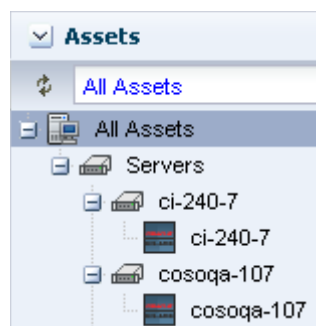 Assets
All Assets
All Assets
Servers
ci-240-7
ci-240-7
cosoqa-107
cosoqa-107